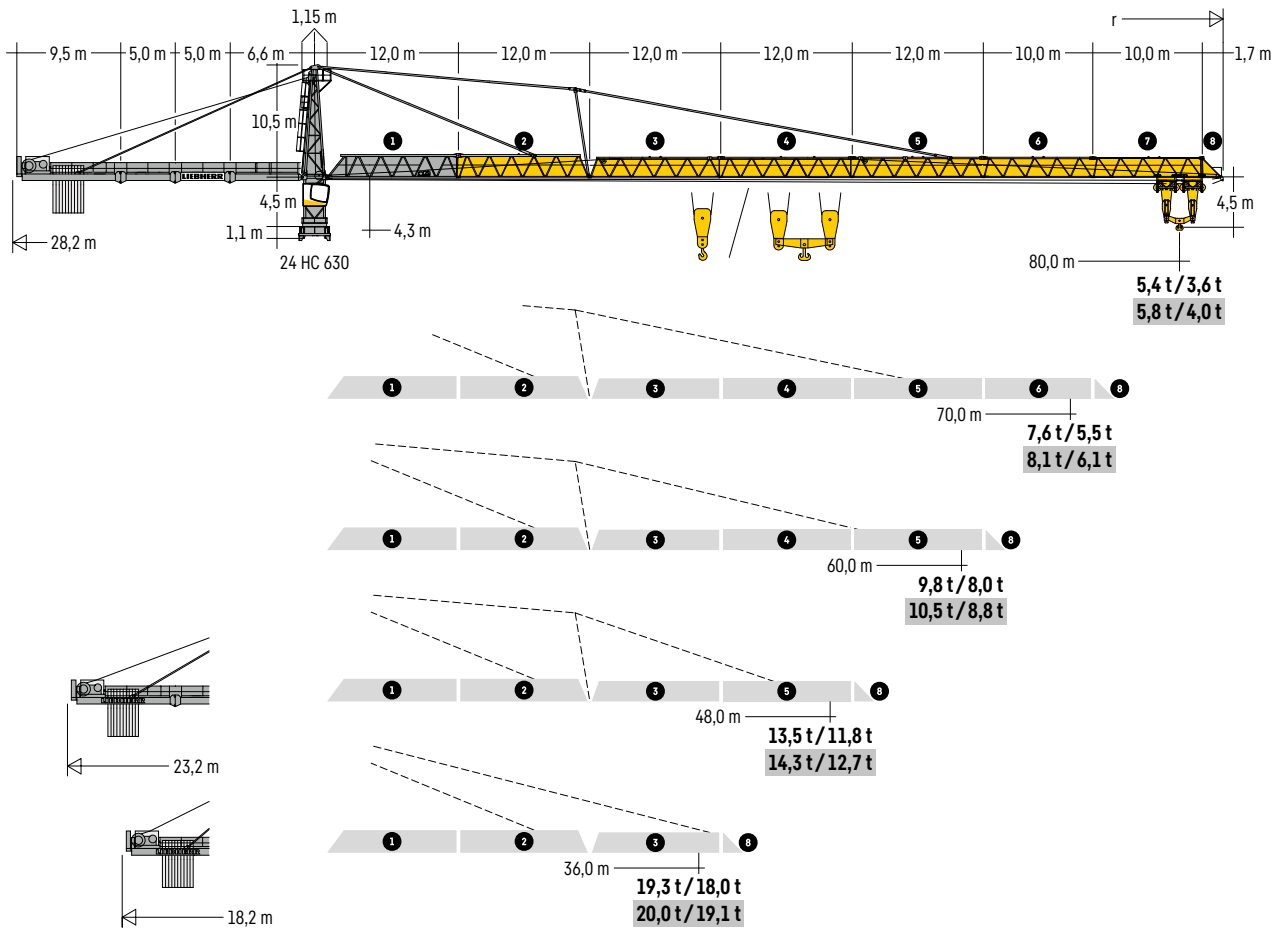 1,15 m
r
9,5 m 5,0 m 5,0 m 6,6 m 12,0 m 12,0 m 12,0 m 12,0 m 12,0 m 10,0 m 10,0 m 1,7 m
10,5 m
1 2 3 4 5 6 7 8
LIEBHERR
4,5 m 4,5 m
1,1 m 4,3 m
28,2 m
24 HC 630 80,0 m
5,4 t / 3,6 t
5,8 t / 4,0 t
1 2 3 4 5 6 8
70,0 m
7,6 t / 5,5 t
8,1 t / 6,1 t
1 2 3 4 5 8
60,0 m
9,8 t / 8,0 t
10,5 t / 8,8 t
1 2 3 5 8
48,0 m
13,5 t / 11,8 t
14,3 t / 12,7 t
23,2 m
1 2 3 8
36,0 m
19,3 t / 18,0 t
20,0 t / 19,1 t
18,2 m